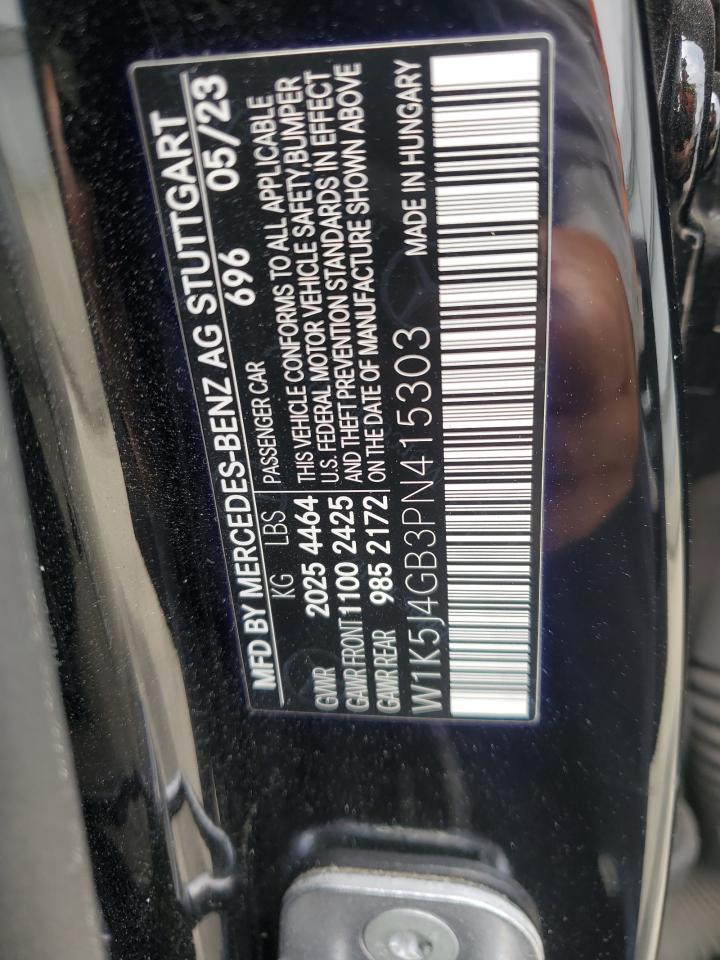 MFD BY MERCEDES-BENZ AG STUTTGART
696 05/23
KG LBS PASSENGER CAR
GVWR 2025 4464
GAWR FRONT 1100 2425
GAWR REAR 985 2172
THIS VEHICLE CONFORMS TO ALL APPLICABLE
U.S. FEDERAL MOTOR VEHICLE SAFETY, BUMPER
AND THEFT PREVENTION STANDARDS IN EFFECT
ON THE DATE OF MANUFACTURE SHOWN ABOVE
W1K5J4GB3PN415303 MADE IN HUNGARY